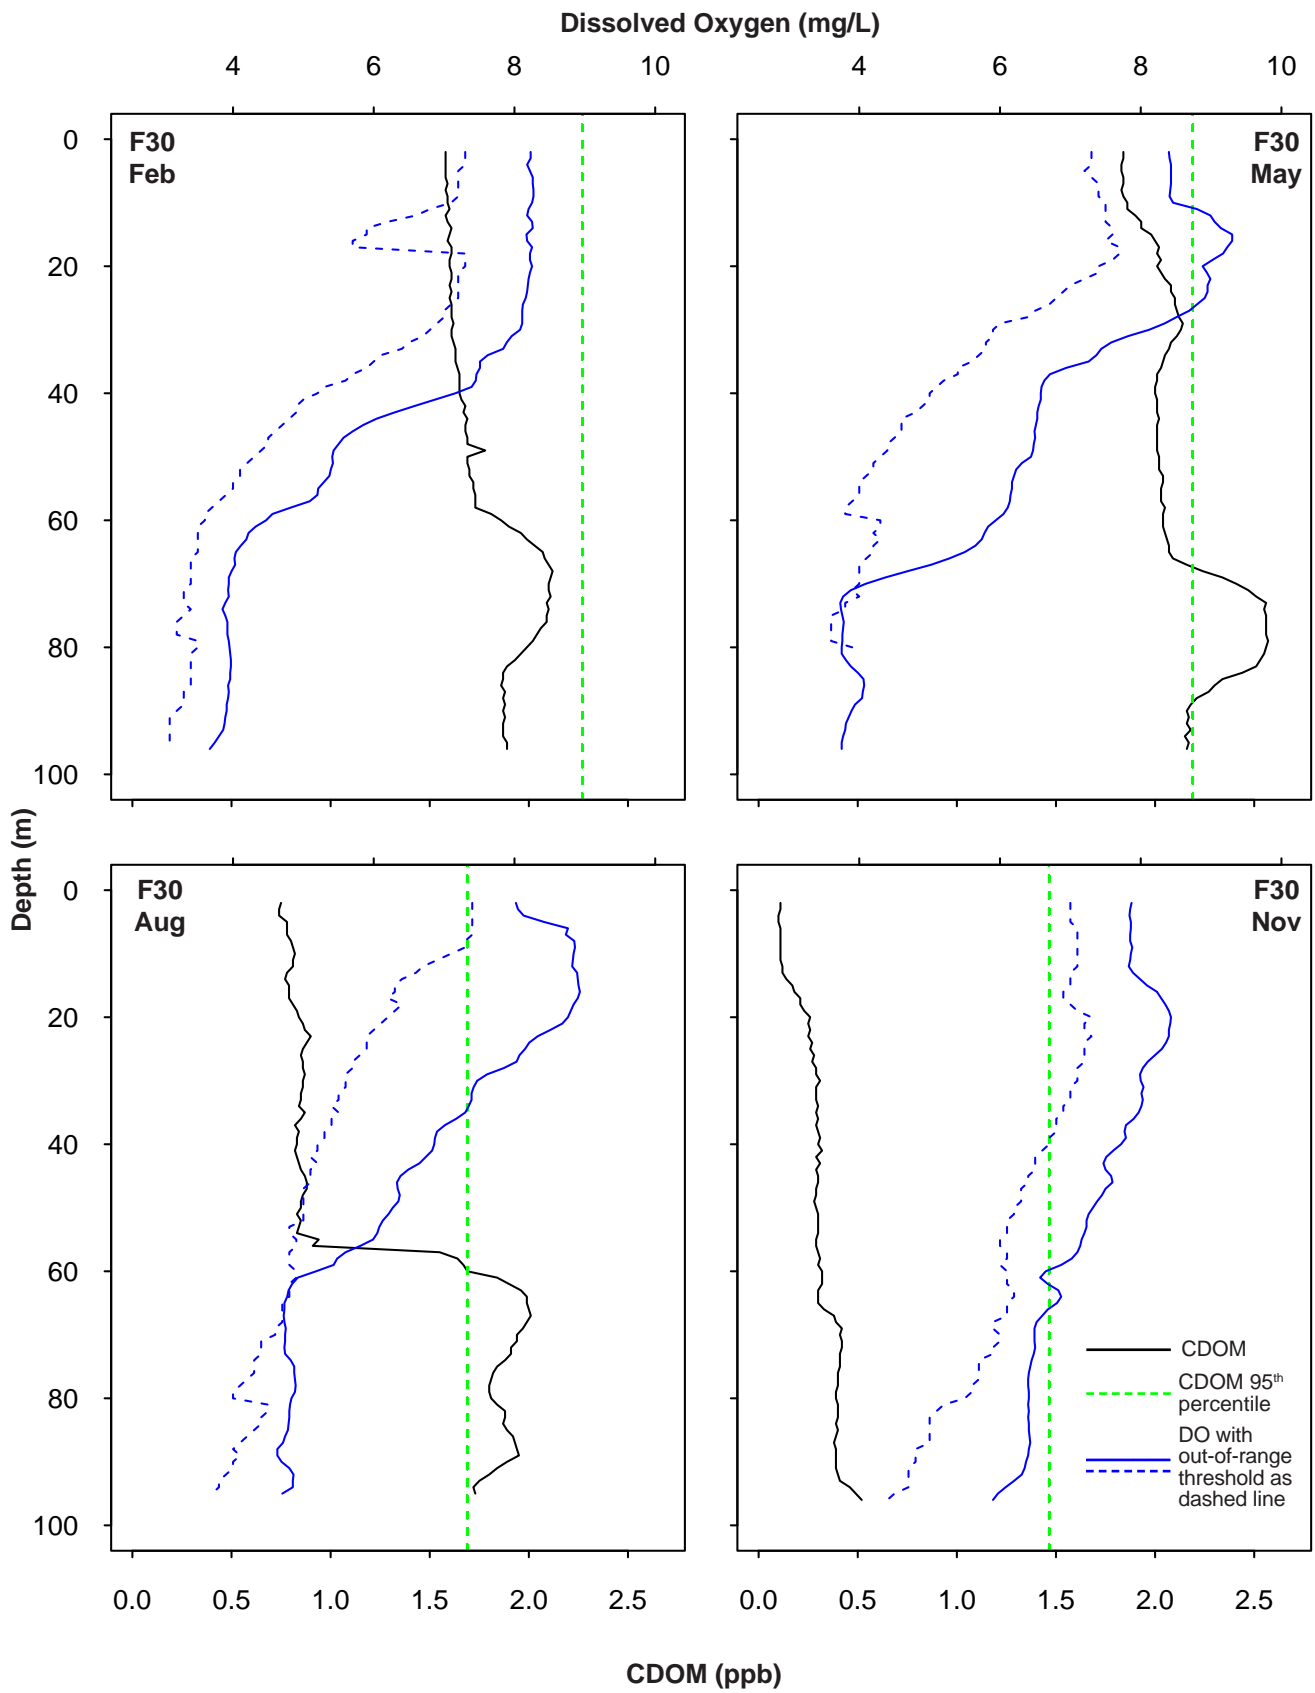 Dissolved Oxygen (mg/L)
4 6 8 10 4 6 8 10
F30
Feb
F30
May
0
20
40
60
80
100
Depth (m)
F30
Aug
F30
Nov
0
20
40
60
80
100
CDOM
CDOM 95th
percentile
DO with
out-of-range
threshold as
dashed line
0.0 0.5 1.0 1.5 2.0 2.5 0.0 0.5 1.0 1.5 2.0 2.5
CDOM (ppb)